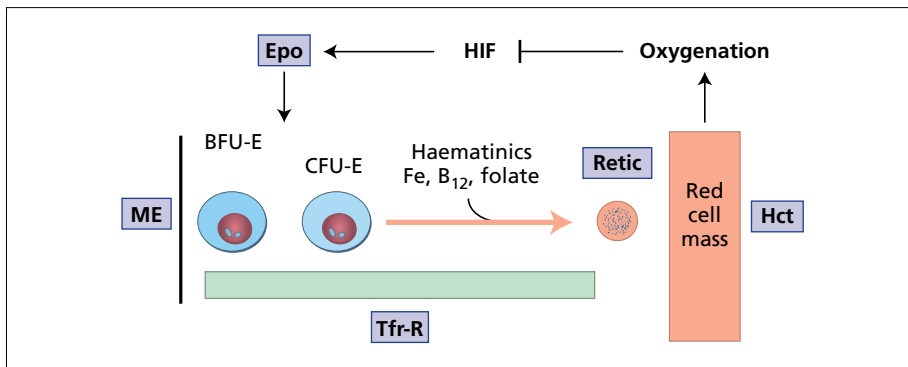 Epo
HIF
Oxygenation
BFU-E
CFU-E
Haematinics
Fe, B₁₂, folate
Retic
ME
Red
cell
mass
Hct
Tfr-R